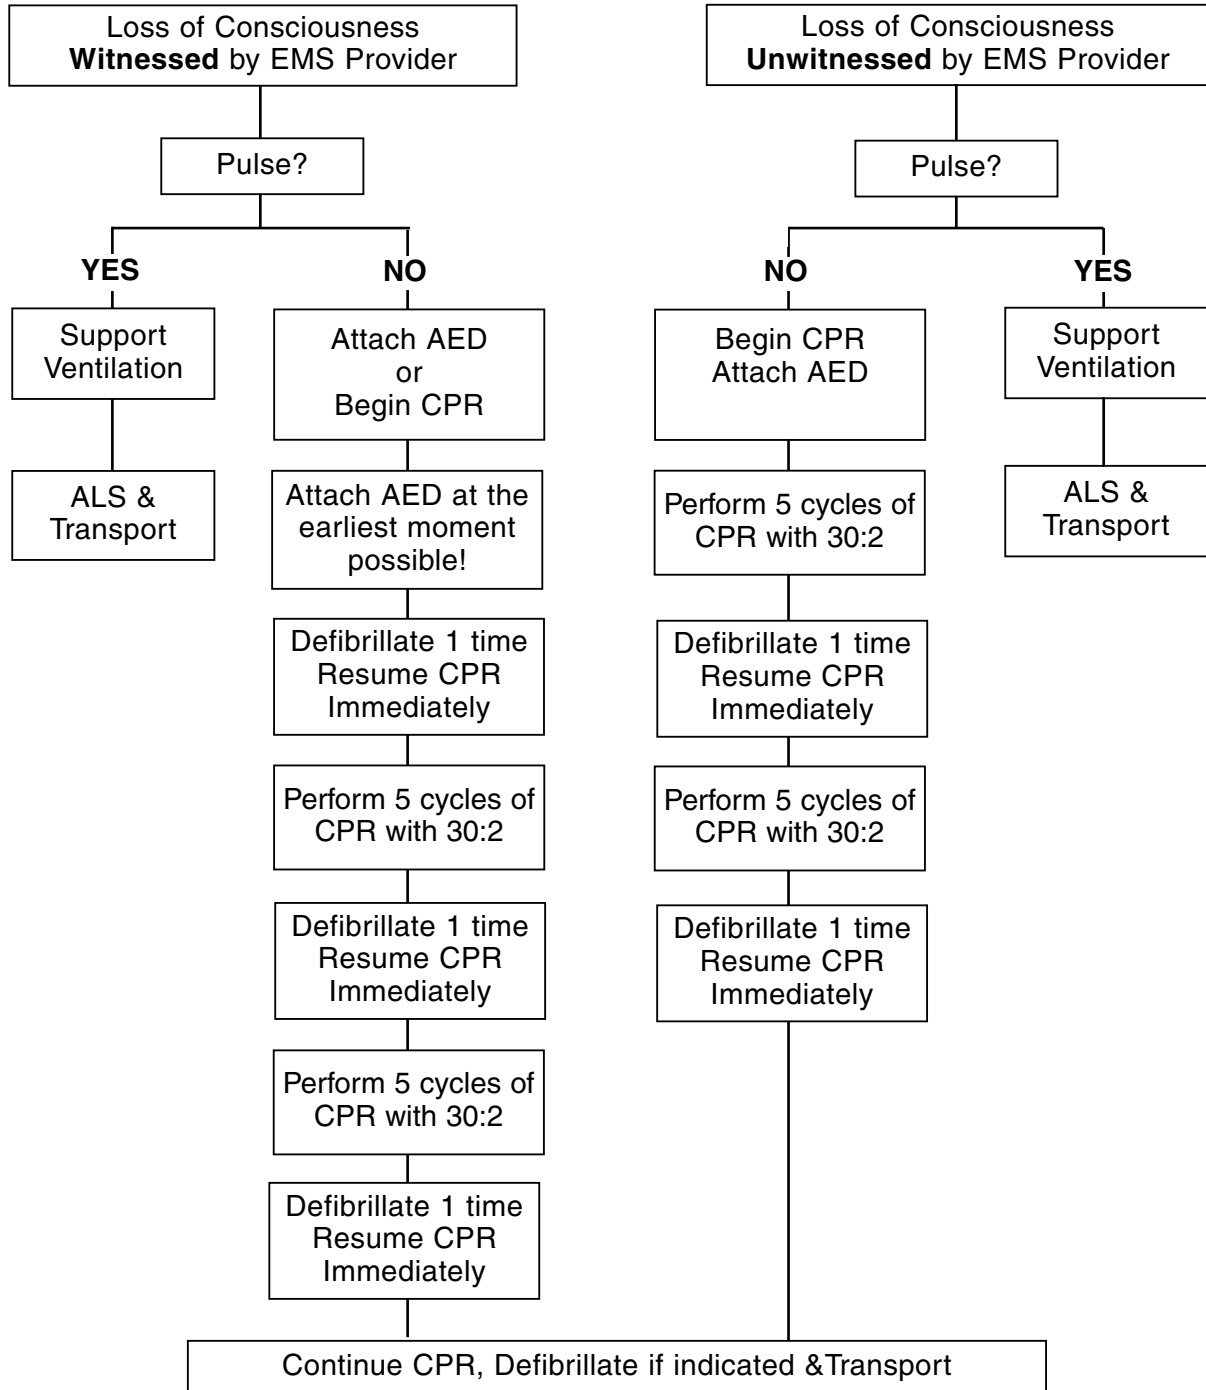 Loss of Consciousness
Witnessed by EMS Provider
Pulse?
YES
Support
Ventilation
ALS &
Transport
NO
Attach AED
or
Begin CPR
Attach AED at the
earliest moment
possible!
Defibrillate 1 time
Resume CPR
Immediately
Perform 5 cycles of
CPR with 30:2
Defibrillate 1 time
Resume CPR
Immediately
Perform 5 cycles of
CPR with 30:2
Defibrillate 1 time
Resume CPR
Immediately
Loss of Consciousness
Unwitnessed by EMS Provider
Pulse?
NO
Begin CPR
Attach AED
Perform 5 cycles of
CPR with 30:2
Defibrillate 1 time
Resume CPR
Immediately
Perform 5 cycles of
CPR with 30:2
Defibrillate 1 time
Resume CPR
Immediately
YES
Support
Ventilation
ALS &
Transport
Continue CPR, Defibrillate if indicated &Transport